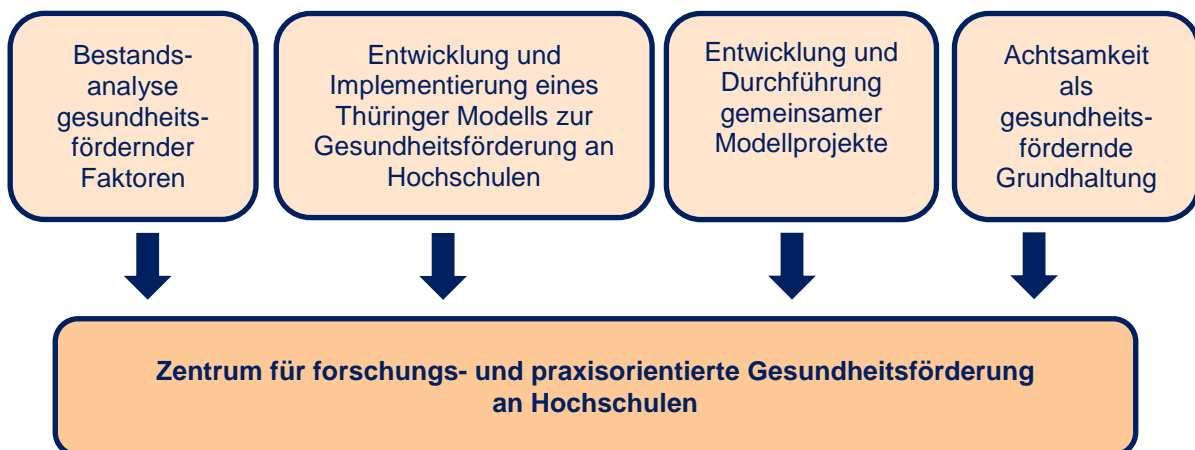 Bestands-
analyse
gesundheits-
fördernder
Faktoren
Entwicklung und
Implementierung eines
Thüringer Modells zur
Gesundheitsförderung an
Hochschulen
Entwicklung und
Durchführung
gemeinsamer
Modellprojekte
Achtsamkeit
als
gesundheits-
fördernde
Grundhaltung
Zentrum für forschungs- und praxisorientierte Gesundheitsförderung
an Hochschulen